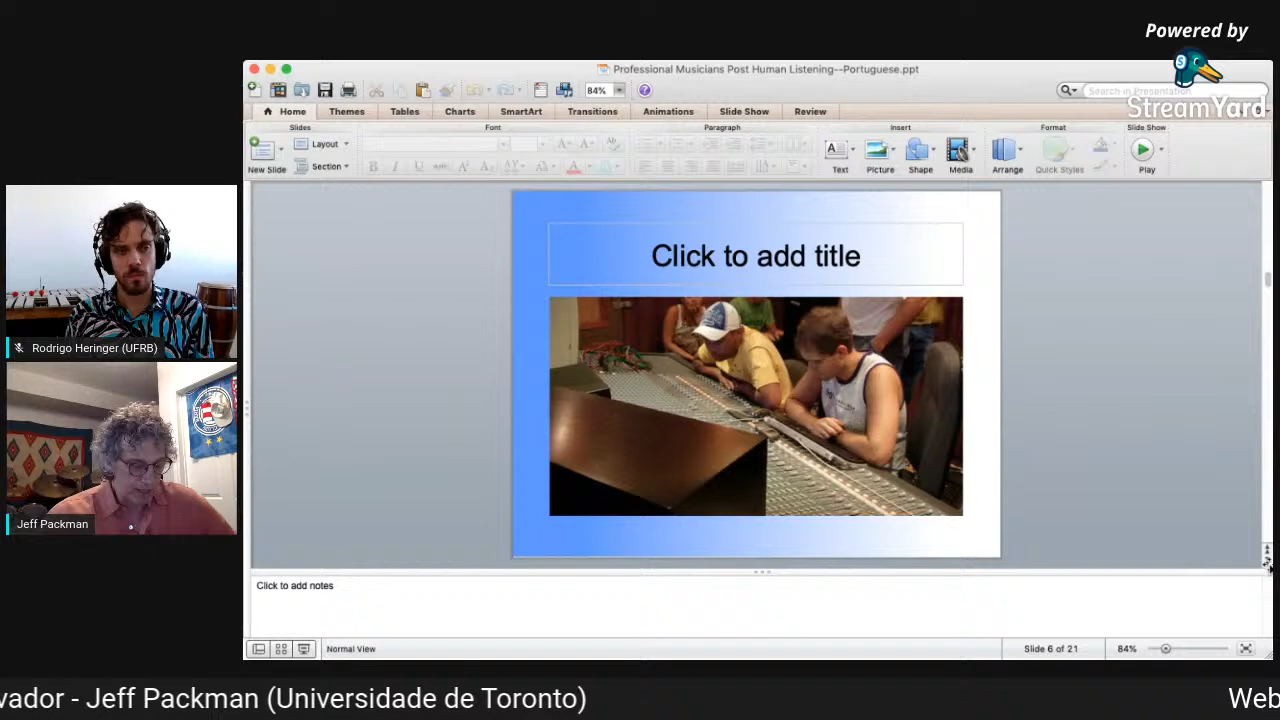 Powered by
StreamYard
Professional Musicians Post Human Listening--Portuguese.ppt
84%
Search in Presentation
Home Themes Tables Charts SmartArt Transitions Animations Slide Show Review
Slides Font Paragraph Insert Format Slide Show
New Slide Layout Section Text Picture Shape Media Arrange Quick Styles Play
Click to add title
Rodrigo Heringer (UFRB)
Jeff Packman
Click to add notes
Normal View Slide 6 of 21 84%
vador - Jeff Packman (Universidade de Toronto) Web